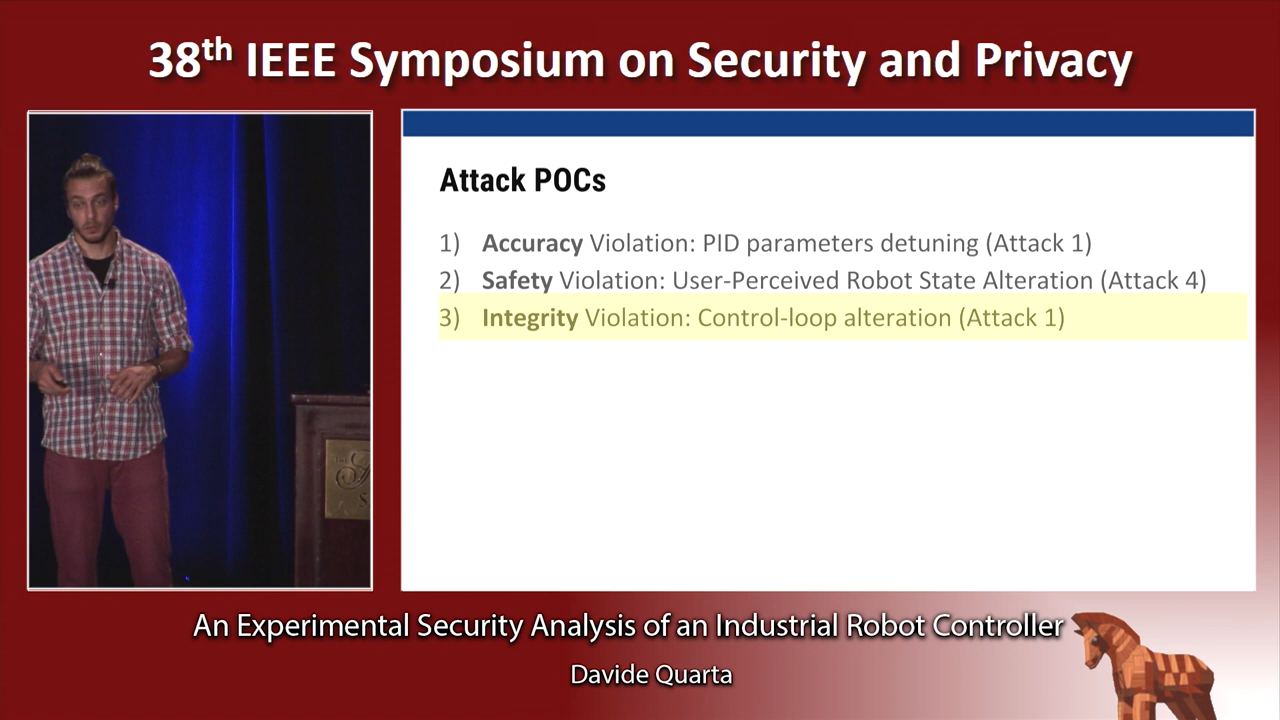 38th IEEE Symposium on Security and Privacy
Attack POCs
1) Accuracy Violation: PID parameters detuning (Attack 1)
2) Safety Violation: User-Perceived Robot State Alteration (Attack 4)
3) Integrity Violation: Control-loop alteration (Attack 1)
An Experimental Security Analysis of an Industrial Robot Controller
Davide Quarta